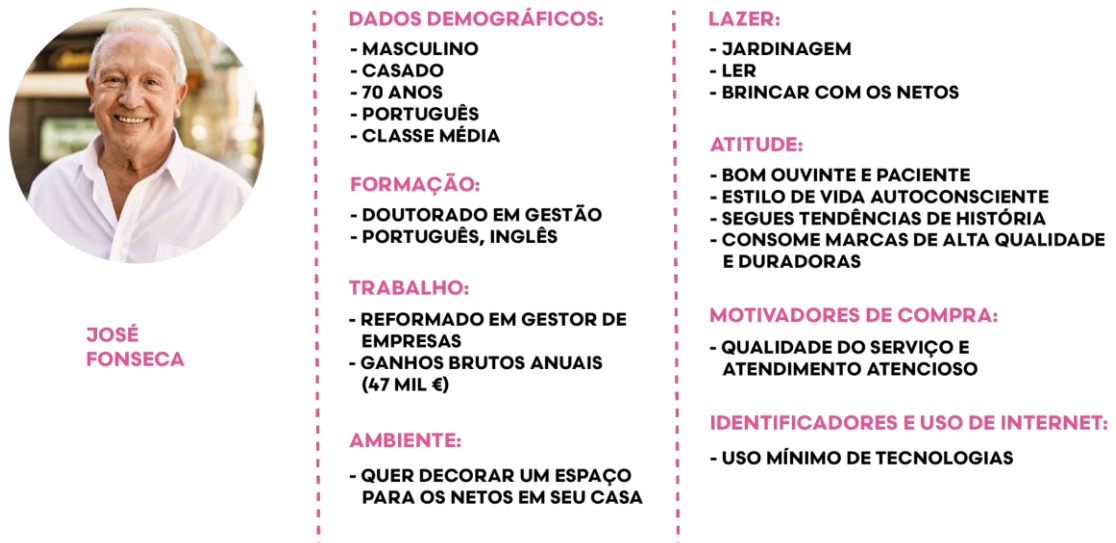 JOSÉ
FONSECA
DADOS DEMOGRÁFICOS:
- MASCULINO
- CASADO
- 70 ANOS
- PORTUGUÊS
- CLASSE MÉDIA
FORMAÇÃO:
- DOUTORADO EM GESTÃO
- PORTUGUÊS, INGLÊS
TRABALHO:
- REFORMADO EM GESTOR DE
EMPRESAS
- GANHOS BRUTOS ANUAIS
(47 MIL €)
AMBIENTE:
- QUER DECORAR UM ESPAÇO
PARA OS NETOS EM SEU CASA
LAZER:
- JARDINAGEM
- LER
- BRINCAR COM OS NETOS
ATITUDE:
- BOM OUVINTE E PACIENTE
- ESTILO DE VIDA AUTOCONSCIENTE
- SEGUES TENDÊNCIAS DE HISTÓRIA
- CONSOME MARCAS DE ALTA QUALIDADE
E DURADORAS
MOTIVADORES DE COMPRA:
- QUALIDADE DO SERVIÇO E
ATENDIMENTO ATENCIOSO
IDENTIFICADORES E USO DE INTERNET:
- USO MÍNIMO DE TECNOLOGIAS